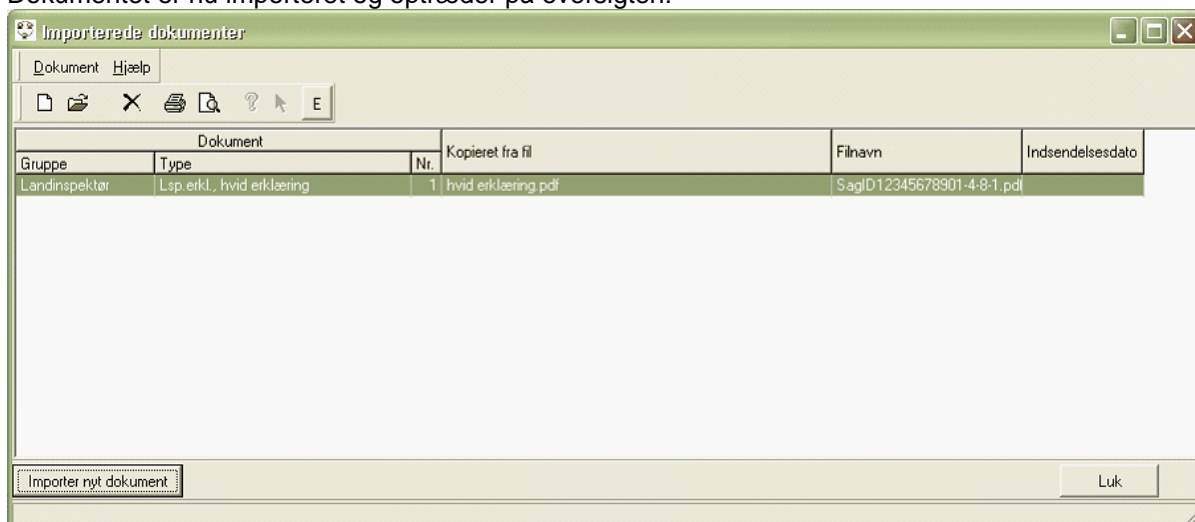 Dokumentet er nu importeret og optræder på oversigten.
Importerede dokumenter
Dokument Hjælp
E
Dokument
Gruppe Type Nr. Kopieret fra fil Filnavn Indsendelsesdato
Landinspektør Lsp.erkl., hvid erklæring 1 hvid erklæring.pdf SagID12345678901-4-8-1.pdf
Importer nyt dokument Luk